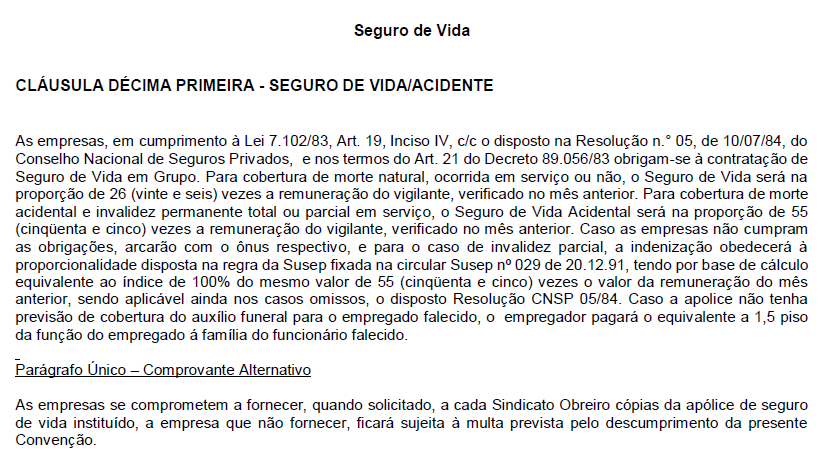 Seguro de Vida
CLÁUSULA DÉCIMA PRIMEIRA - SEGURO DE VIDA/ACIDENTE
As empresas, em cumprimento à Lei 7.102/83, Art. 19, Inciso IV, c/c o disposto na Resolução n.° 05, de 10/07/84, do
Conselho Nacional de Seguros Privados, e nos termos do Art. 21 do Decreto 89.056/83 obrigam-se à contratação de
Seguro de Vida em Grupo. Para cobertura de morte natural, ocorrida em serviço ou não, o Seguro de Vida será na
proporção de 26 (vinte e seis) vezes a remuneração do vigilante, verificado no mês anterior. Para cobertura de morte
acidental e invalidez permanente total ou parcial em serviço, o Seguro de Vida Acidental será na proporção de 55
(cinqüenta e cinco) vezes a remuneração do vigilante, verificado no mês anterior. Caso as empresas não cumpram
as obrigações, arcarão com o ônus respectivo, e para o caso de invalidez parcial, a indenização obedecerá à
proporcionalidade disposta na regra da Susep fixada na circular Susep nº 029 de 20.12.91, tendo por base de cálculo
equivalente ao índice de 100% do mesmo valor de 55 (cinqüenta e cinco) vezes o valor da remuneração do mês
anterior, sendo aplicável ainda nos casos omissos, o disposto Resolução CNSP 05/84. Caso a apolice não tenha
previsão de cobertura do auxílio funeral para o empregado falecido, o empregador pagará o equivalente a 1,5 piso
da função do empregado á família do funcionário falecido.
Parágrafo Único – Comprovante Alternativo
As empresas se comprometem a fornecer, quando solicitado, a cada Sindicato Obreiro cópias da apólice de seguro
de vida instituído, a empresa que não fornecer, ficará sujeita à multa prevista pelo descumprimento da presente
Convenção.